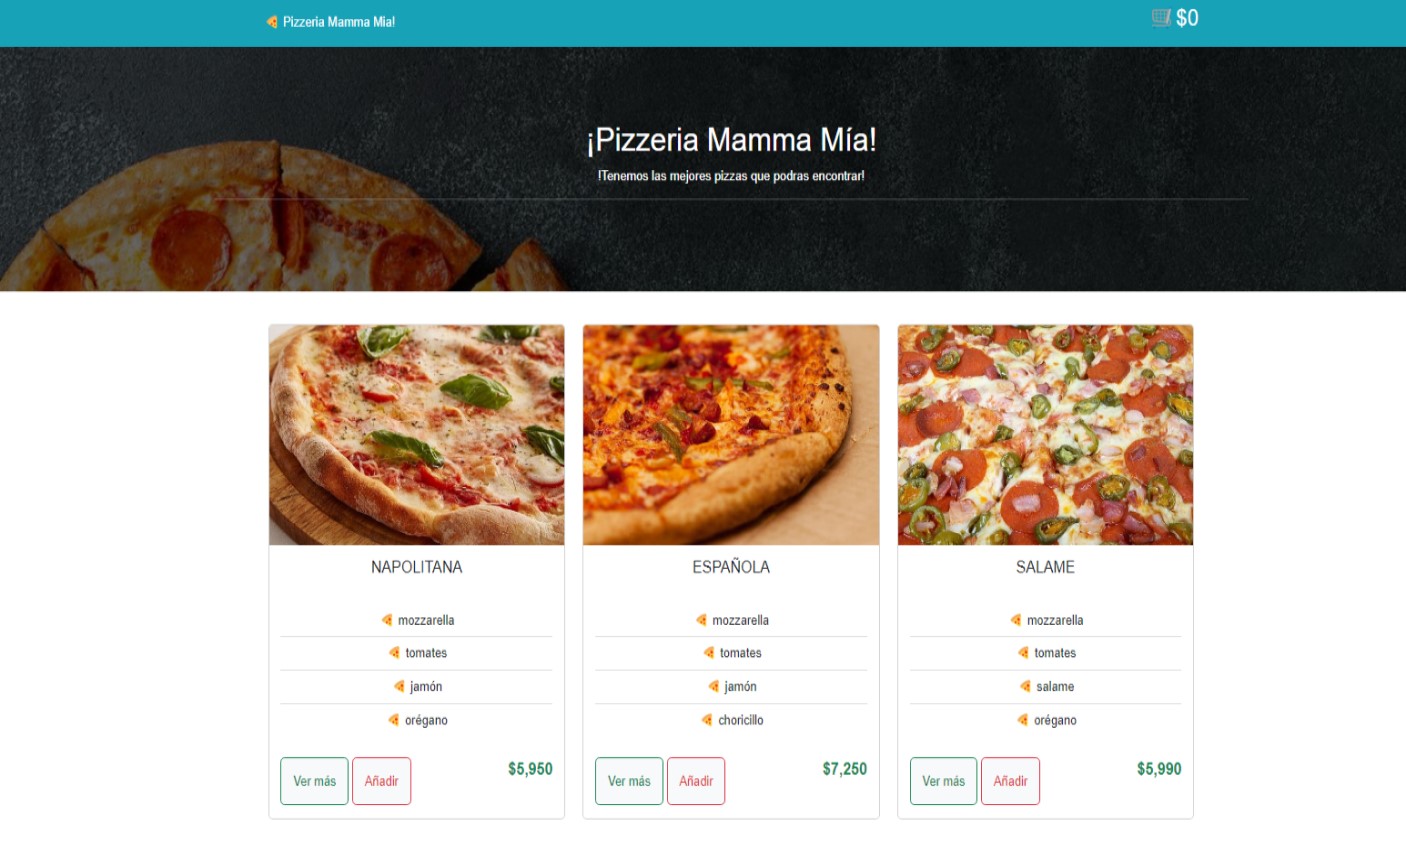 🍕 Pizzeria Mamma Mia!
🛒 $0
¡Pizzeria Mamma Mía!
!Tenemos las mejores pizzas que podras encontrar!
NAPOLITANA
🍕 mozzarella
🍕 tomates
🍕 jamón
🍕 orégano
Ver más Añadir $5,950
ESPAÑOLA
🍕 mozzarella
🍕 tomates
🍕 jamón
🍕 choricillo
Ver más Añadir $7,250
SALAME
🍕 mozzarella
🍕 tomates
🍕 salame
🍕 orégano
Ver más Añadir $5,990